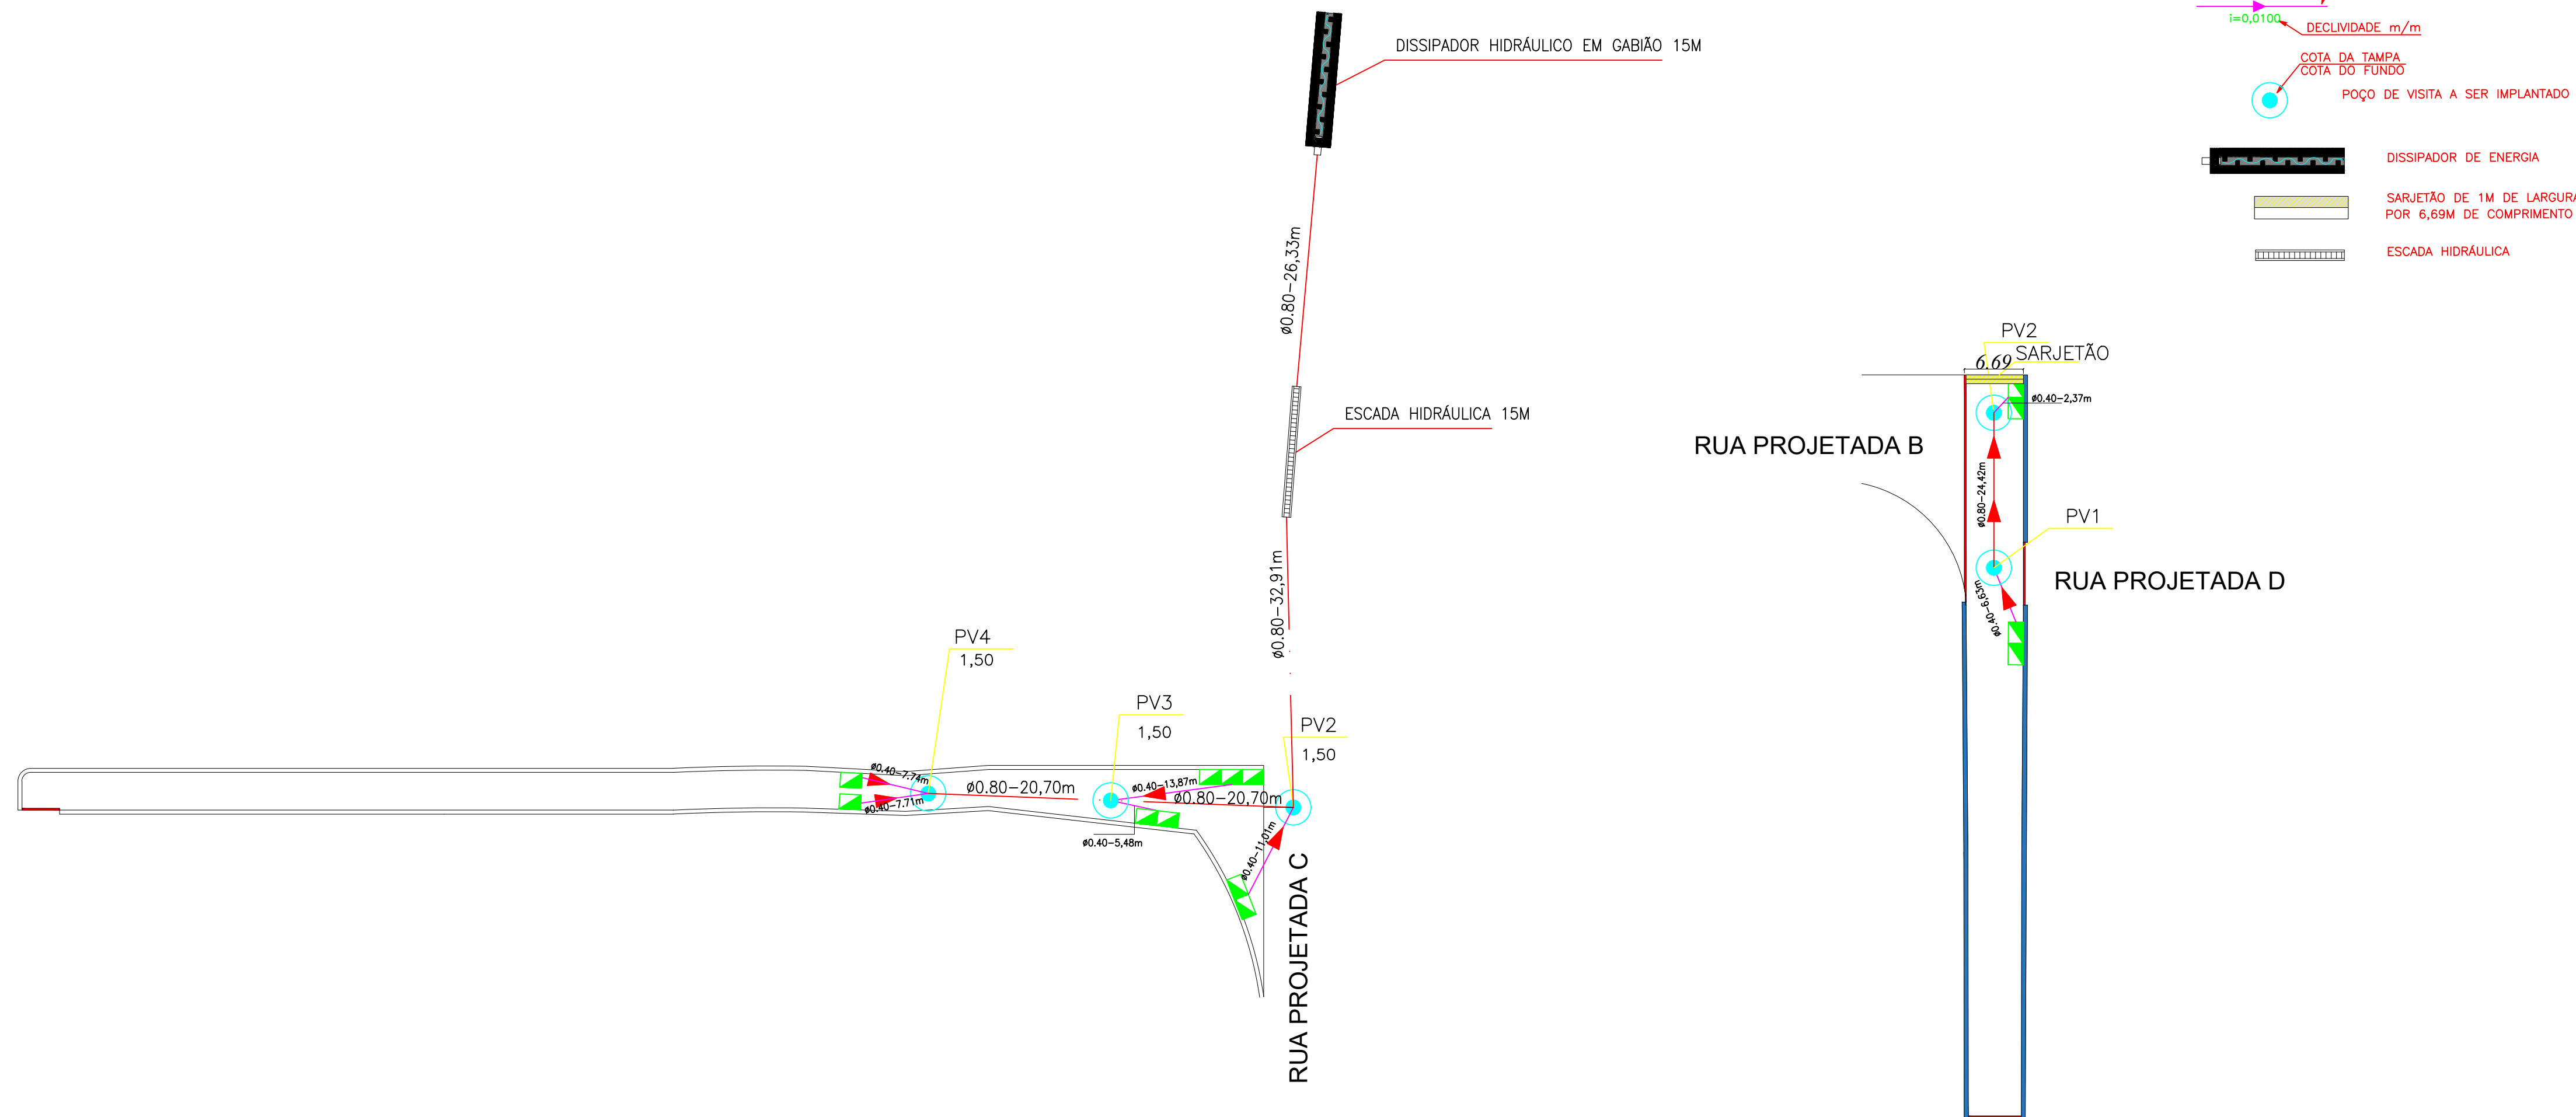 i=0,0100
DECLIVIDADE m/m
COTA DA TAMPA
COTA DO FUNDO
POÇO DE VISITA A SER IMPLANTADO
DISSIPADOR DE ENERGIA
SARJETÃO DE 1M DE LARGURA
POR 6,69M DE COMPRIMENTO
ESCADA HIDRÁULICA
DISSIPADOR HIDRÁULICO EM GABIÃO 15M
ø0.80-26,33m
ESCADA HIDRÁULICA 15M
ø0.80-32,91m
PV4
1,50
PV3
1,50
PV2
1,50
ø0.40-7.74m
ø0.40-7.71m
ø0.80-20,70m
ø0.40-13,87m
ø0.80-20,70m
ø0.40-5,48m
ø0.40-11,01m
RUA PROJETADA C
PV2
SARJETÃO
6.69
ø0.40-2,37m
RUA PROJETADA B
ø0.80-24,42m
PV1
RUA PROJETADA D
ø0.40-6,63m